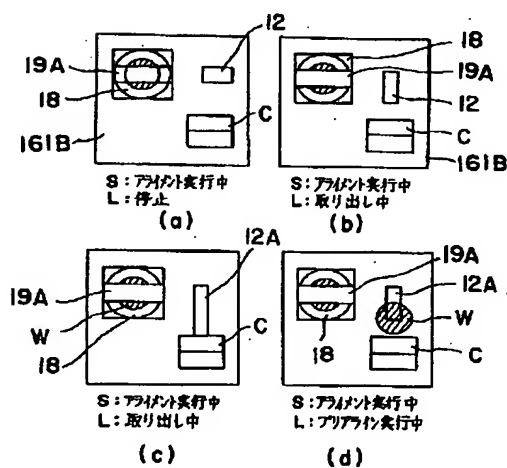 12
19A
18
C
161B
S:アライメント実行中
L:停止
(a)
18
19A
12
C
161B
S:アライメント実行中
L:取り出し中
(b)
12A
19A
W
18
C
S:アライメント実行中
L:取り出し中
(c)
19A
12A
W
18
C
S:アライメント実行中
L:プリアライン実行中
(d)